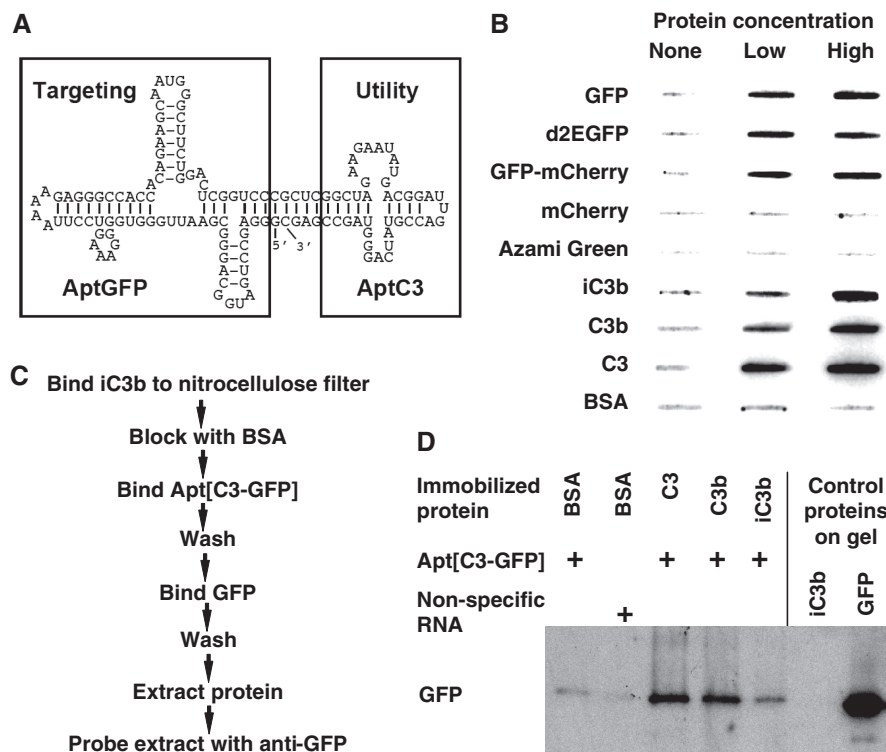 A
Targeting
Utility
AptGFP
AptC3
5'
3'
B
Protein concentration
None Low High
GFP
d2EGFP
GFP-mCherry
mCherry
Azami Green
iC3b
C3b
C3
BSA
C
Bind iC3b to nitrocellulose filter
Block with BSA
Bind Apt[C3-GFP]
Wash
Bind GFP
Wash
Extract protein
Probe extract with anti-GFP
D
Immobilized
protein
BSA BSA C3 C3b iC3b
Control
proteins
on gel
iC3b GFP
Apt[C3-GFP] + + + +
Non-specific
RNA +
GFP